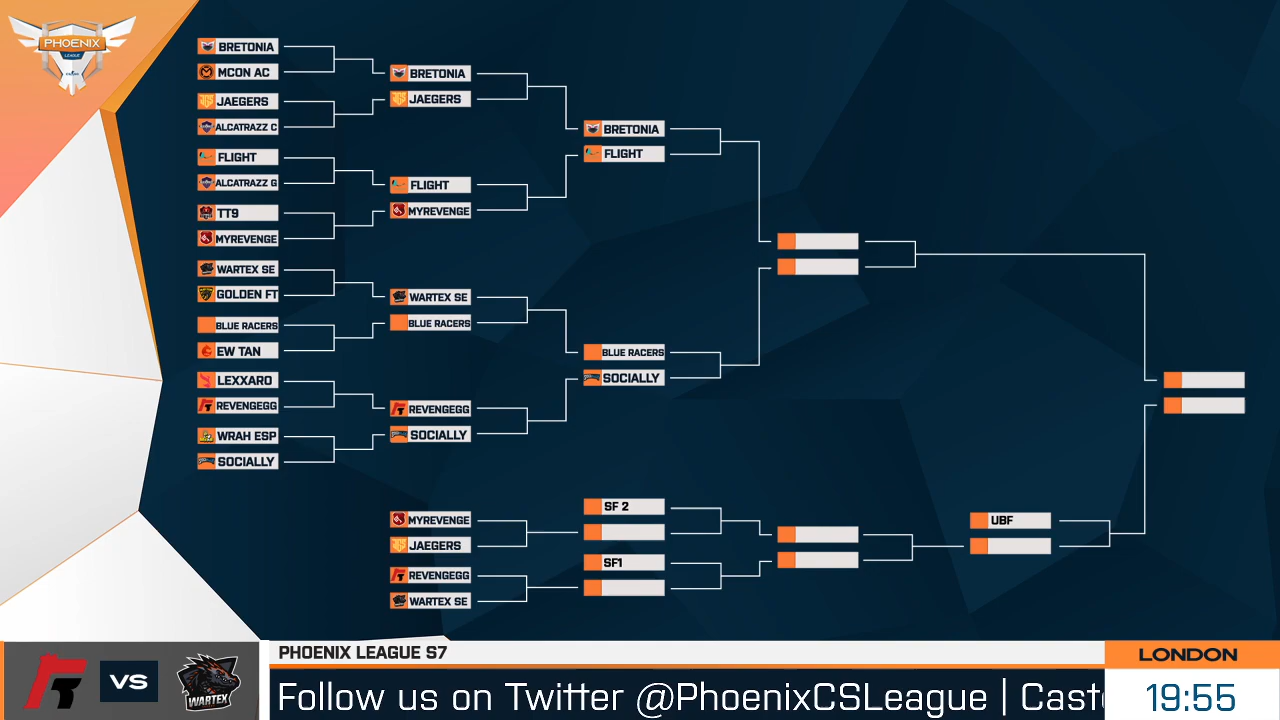 PHOENIX
LEAGUE
BRETONIA
MCON AC
JAEGERS
ALCATRAZZ C
FLIGHT
ALCATRAZZ G
TT9
MYREVENGE
WARTEX SE
GOLDEN FT
BLUE RACERS
EW TAN
LEXXARO
REVENGEGG
WRAH ESP
SOCIALLY
BRETONIA
JAEGERS
FLIGHT
MYREVENGE
WARTEX SE
BLUE RACERS
REVENGEGG
SOCIALLY
BRETONIA
FLIGHT
BLUE RACERS
SOCIALLY
MYREVENGE
JAEGERS
REVENGEGG
WARTEX SE
SF 2
SF1
UBF
VS
WARTEX
PHOENIX LEAGUE S7
LONDON
Follow us on Twitter @PhoenixCSLeague | Cast
19:55